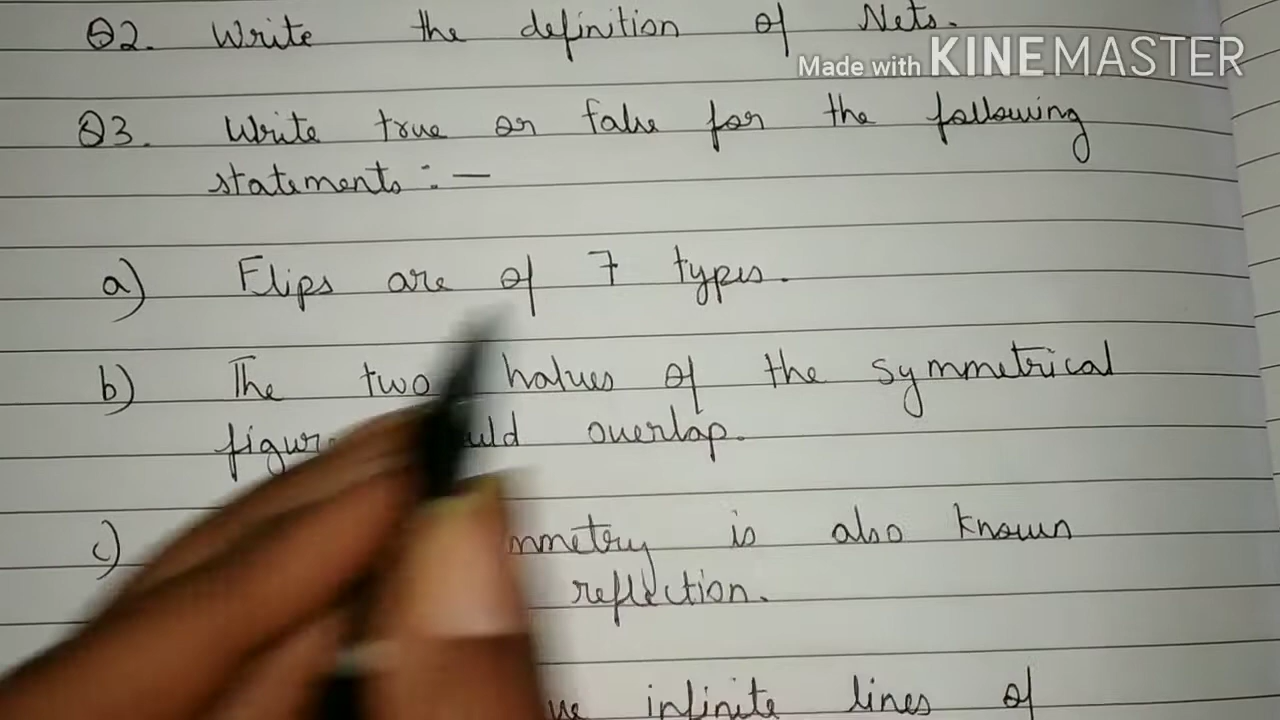 Q2. Write the definition of Nets.
Made with KINEMASTER
Q3. Write true or false for the following
statements :-
a) Flips are of 7 types.
b) The two halves of the symmetrical
overlap.
c) is also known
reflection.
infinite lines of